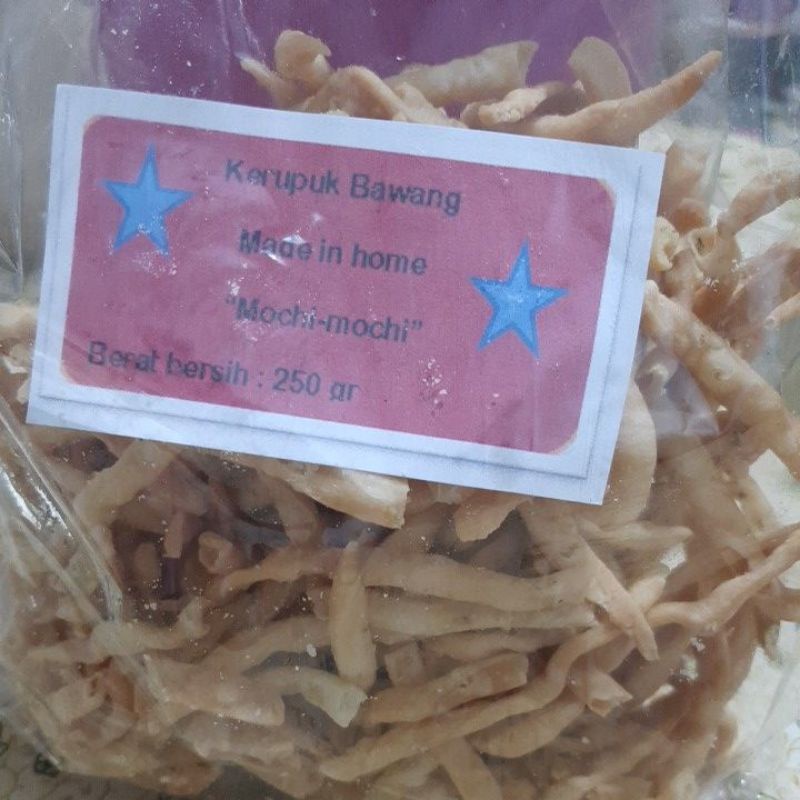 Kerupuk Bawang
Made in home
"Mochi-mochi"
Berat bersih : 250 gr